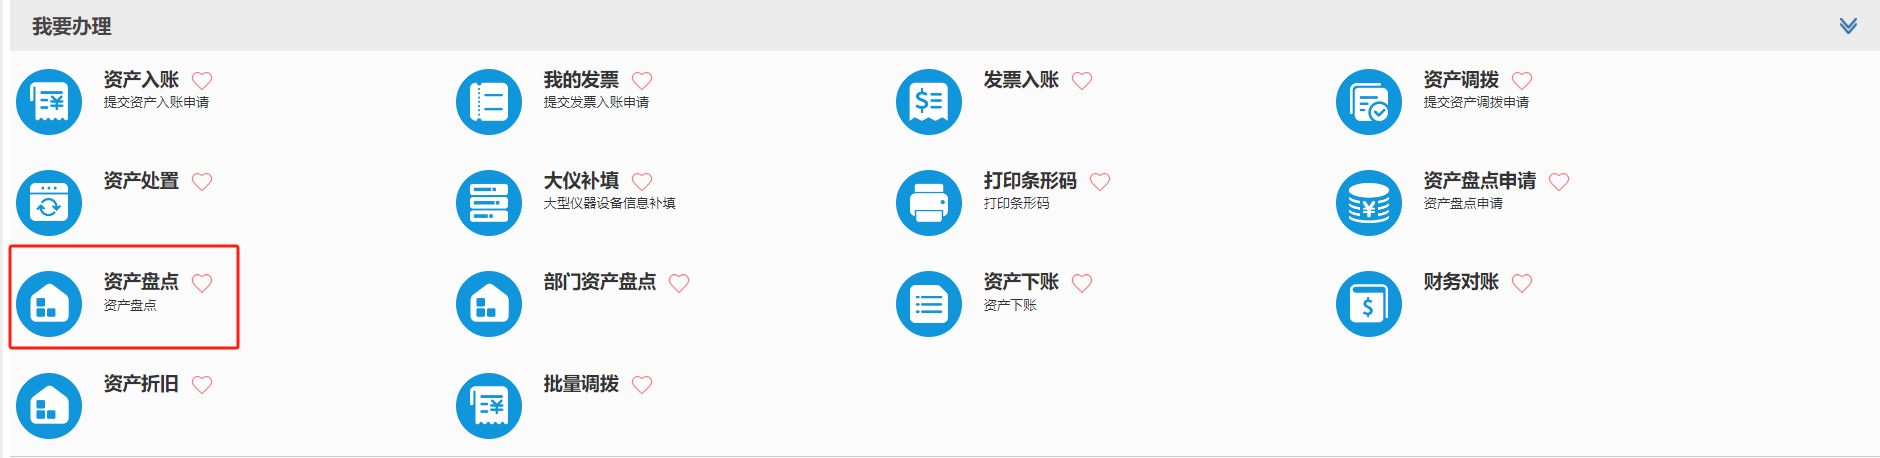 我要办理
资产入账
提交资产入账申请
我的发票
提交发票入账申请
发票入账
资产调拨
提交资产调拨申请
资产处置
大仪补填
大型仪器设备信息补填
打印条形码
打印条形码
资产盘点申请
资产盘点申请
资产盘点
资产盘点
部门资产盘点
资产下账
资产下账
财务对账
资产折旧
批量调拨